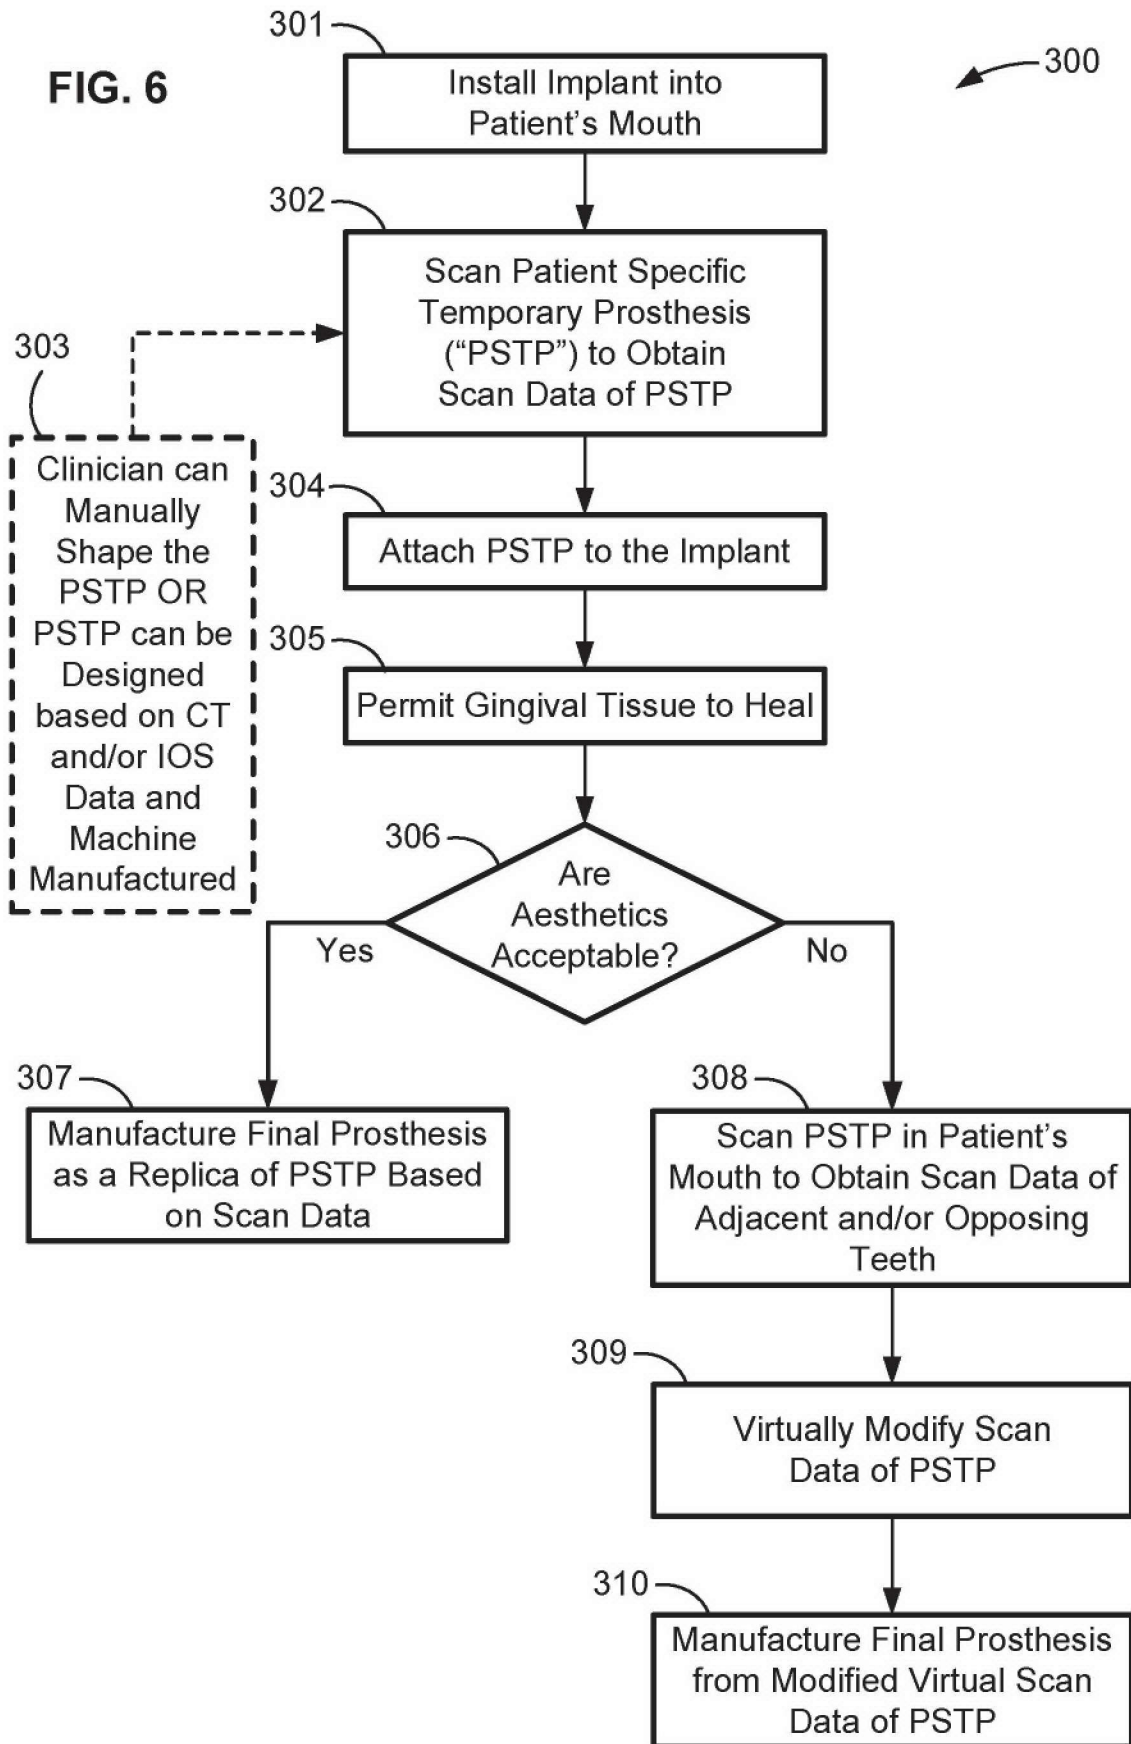 FIG. 6
300
301
Install Implant into
Patient's Mouth
302
Scan Patient Specific
Temporary Prosthesis
(“PSTP”) to Obtain
Scan Data of PSTP
303
Clinician can
Manually
Shape the
PSTP OR
PSTP can be
Designed
based on CT
and/or IOS
Data and
Machine
Manufactured
304
Attach PSTP to the Implant
305
Permit Gingival Tissue to Heal
306
Are
Aesthetics
Acceptable?
Yes
No
307
Manufacture Final Prosthesis
as a Replica of PSTP Based
on Scan Data
308
Scan PSTP in Patient's
Mouth to Obtain Scan Data of
Adjacent and/or Opposing
Teeth
309
Virtually Modify Scan
Data of PSTP
310
Manufacture Final Prosthesis
from Modified Virtual Scan
Data of PSTP